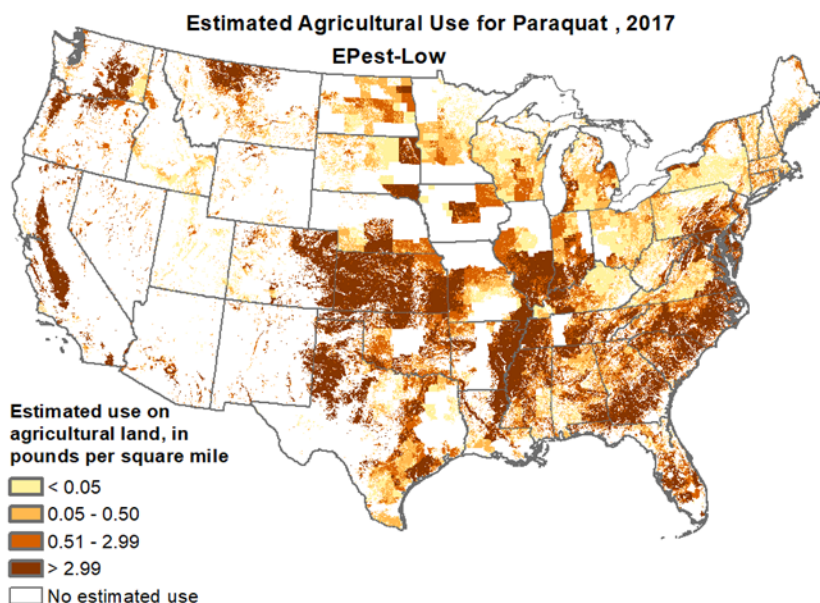 Estimated Agricultural Use for Paraquat , 2017
EPest-Low
Estimated use on
agricultural land, in
pounds per square mile
< 0.05
0.05 - 0.50
0.51 - 2.99
> 2.99
No estimated use